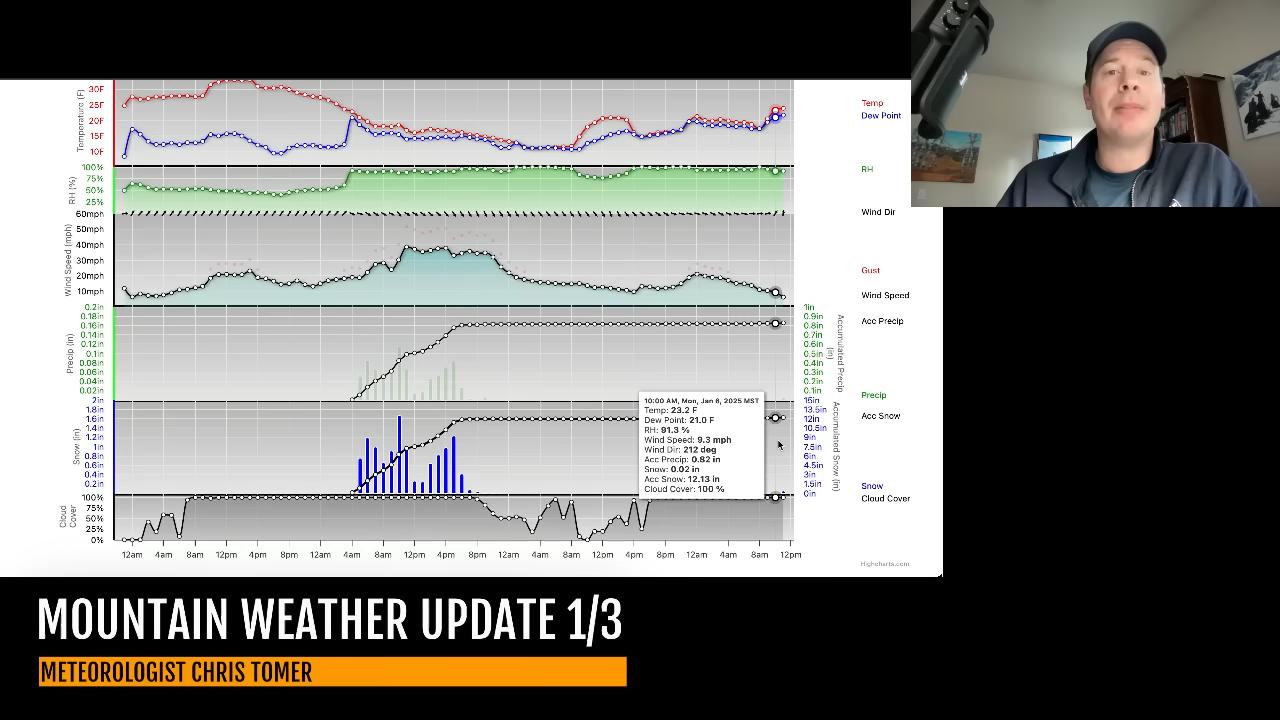 Temperature (F)
30F
25F
20F
15F
10F
Temp
Dew Point
RH (%)
100%
75%
50%
25%
RH
Wind Dir
Wind Speed (mph)
60mph
50mph
40mph
30mph
20mph
10mph
Gust
Wind Speed
Precip (in)
0.2in
0.18in
0.16in
0.14in
0.12in
0.1in
0.08in
0.06in
0.04in
0.02in
1in
0.9in
0.8in
0.7in
0.6in
0.5in
0.4in
0.3in
0.2in
0.1in
Accumulated Precip
(in)
Acc Precip
Precip
Snow (in)
2in
1.8in
1.6in
1.4in
1.2in
1in
0.8in
0.6in
0.4in
0.2in
10:00 AM, Mon, Jan 6, 2025 MST
Temp: 23.2 F
Dew Point: 21.0 F
RH: 91.3 %
Wind Speed: 9.3 mph
Wind Dir: 212 deg
Acc Precip: 0.82 in
Snow: 0.02 in
Acc Snow: 12.13 in
Cloud Cover: 100 %
15in
13.5in
12in
10.5in
9in
7.5in
6in
4.5in
3in
1.5in
0in
Accumulated Snow (in)
Acc Snow
Snow
Cloud Cover
Cloud
Cover
100%
75%
50%
25%
0%
12am 4am 8am 12pm 4pm 8pm 12am 4am 8am 12pm 4pm 8pm 12am 4am 8am 12pm 4pm 8pm 12am 4am 8am 12pm
Highcharts.com
MOUNTAIN WEATHER UPDATE 1/3
METEOROLOGIST CHRIS TOMER